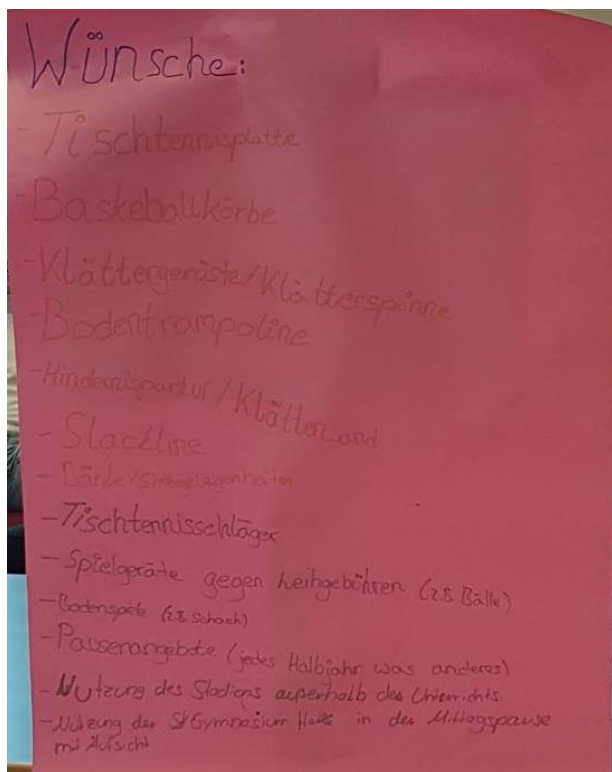 Wünsche:
- Tischtennisplatte
- Baskeballkörbe
- Klättergerüste/Klätterspinne
- Bodentrampoline
- Hindernisparkur/Klätterwand
- Slackline
- Bänke/Sitzgelegenheiten
- Tischtennisschläger
- Spielgeräte gegen Leihgebühren (z.B. Bälle)
- Bodenspiele (z.B. Schach)
- Pausenangebote (jedes Halbjahr was anderes)
- Nutzung des Stadions außerhalb des Unterrichts
- Nutzung der Gymnasium Halle in der Mittagspause
mit Aufsicht